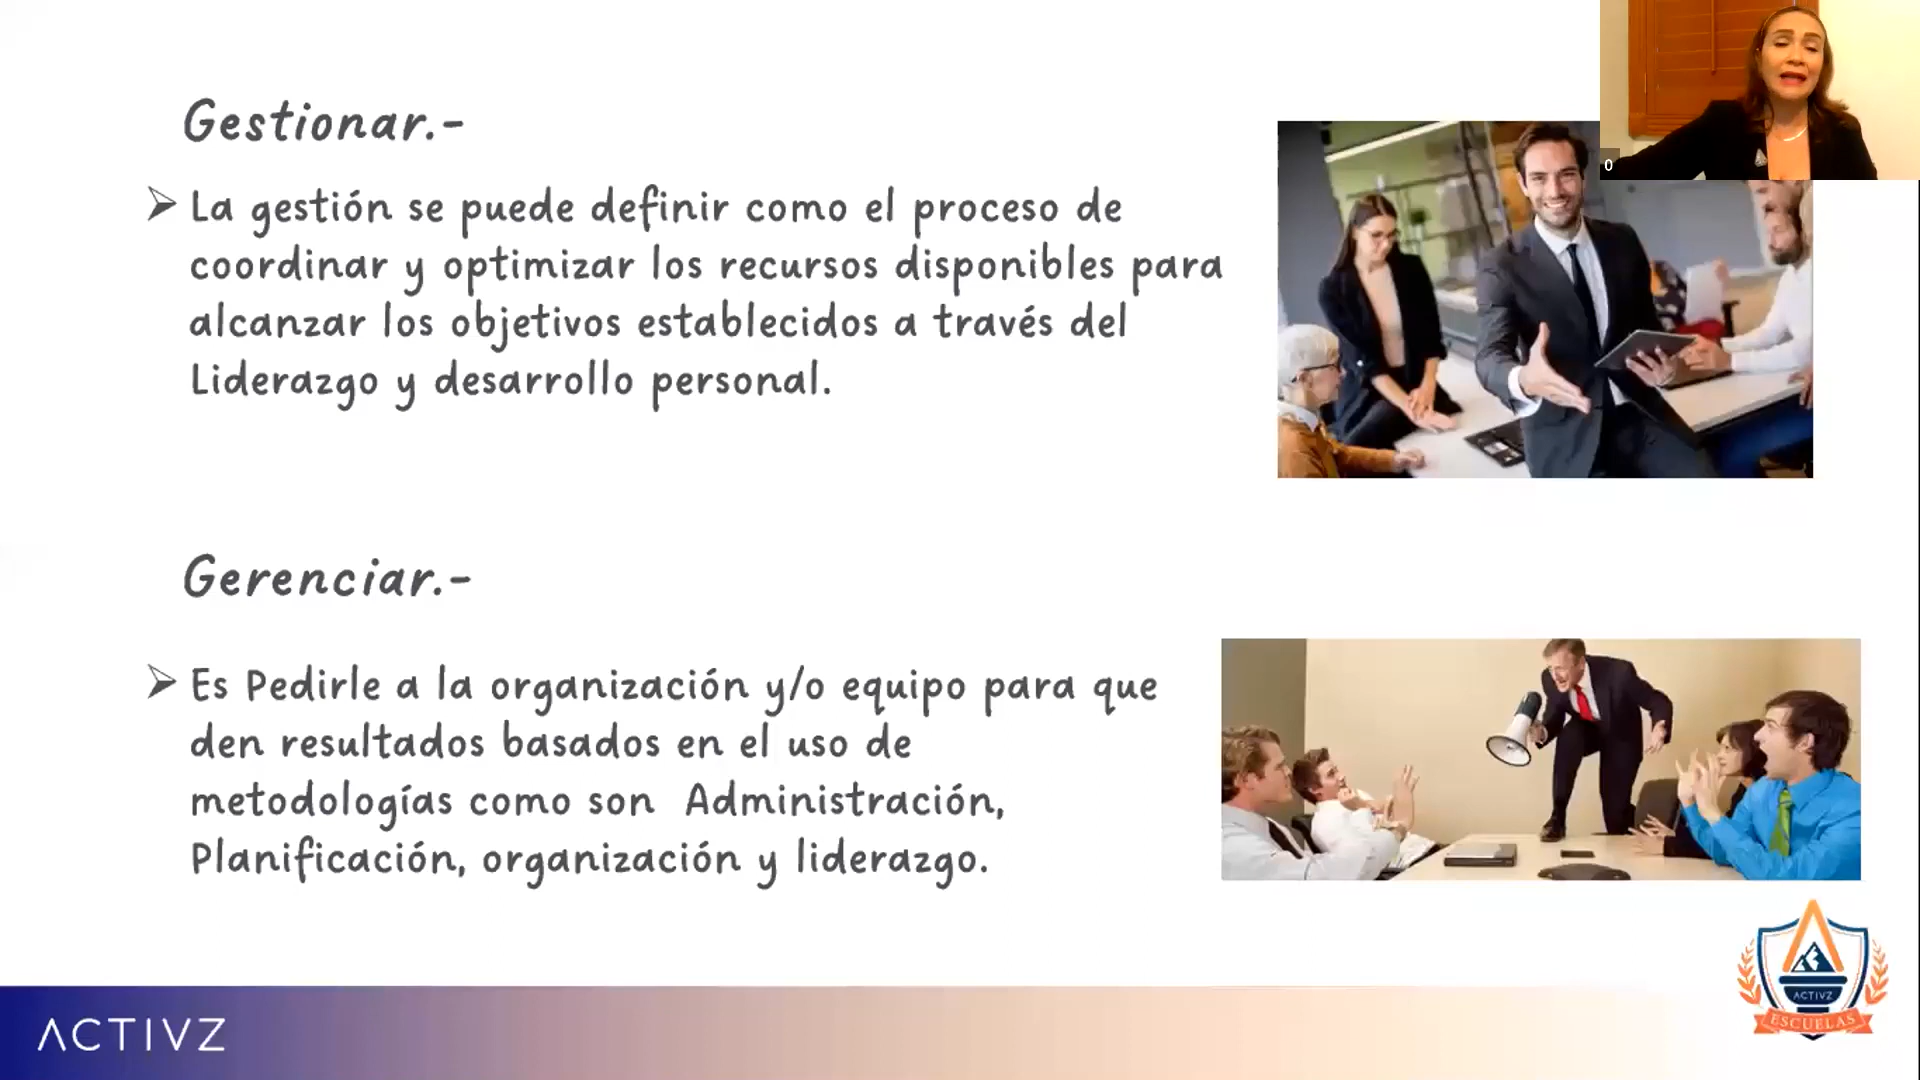 Gestionar.-
La gestión se puede definir como el proceso de
coordinar y optimizar los recursos disponibles para
alcanzar los objetivos establecidos a través del
Liderazgo y desarrollo personal.
Gerenciar.-
Es Pedirle a la organización y/o equipo para que
den resultados basados en el uso de
metodologías como son Administración,
Planificación, organización y liderazgo.
0
ACTIVZ
ACTIVZ
ESCUELAS